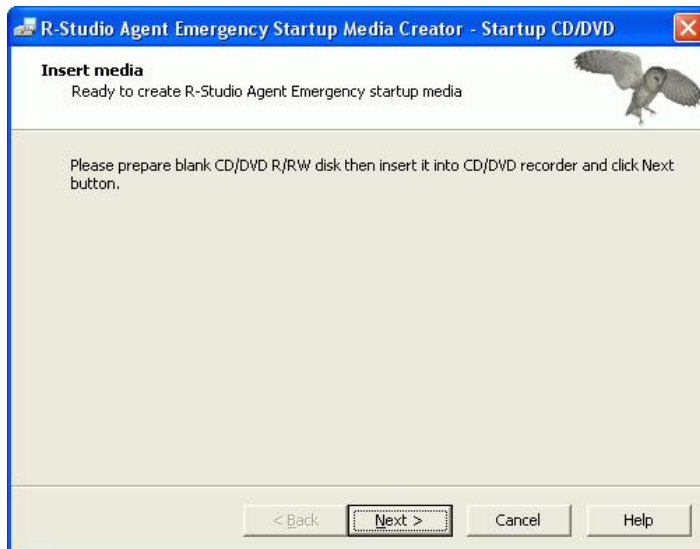 R-Studio Agent Emergency Startup Media Creator - Startup CD/DVD
Insert media
Ready to create R-Studio Agent Emergency startup media
Please prepare blank CD/DVD R/RW disk then insert it into CD/DVD recorder and click Next
button.
< Back Next > Cancel Help